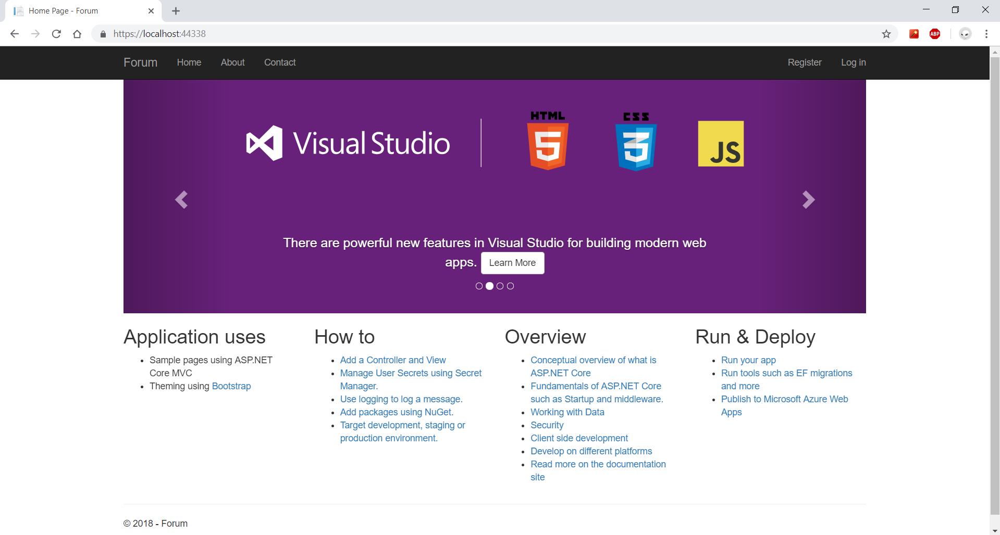 Home Page - Forum
https://localhost:44338
ABP
Forum Home About Contact Register Log in
HTML
5
CSS
3
JS
Visual Studio
There are powerful new features in Visual Studio for building modern web
apps. Learn More
Application uses
Sample pages using ASP.NET
Core MVC
Theming using Bootstrap
How to
Add a Controller and View
Manage User Secrets using Secret
Manager.
Use logging to log a message.
Add packages using NuGet.
Target development, staging or
production environment.
Overview
Conceptual overview of what is
ASP.NET Core
Fundamentals of ASP.NET Core
such as Startup and middleware.
Working with Data
Security
Client side development
Develop on different platforms
Read more on the documentation
site
Run & Deploy
Run your app
Run tools such as EF migrations
and more
Publish to Microsoft Azure Web
Apps
© 2018 - Forum